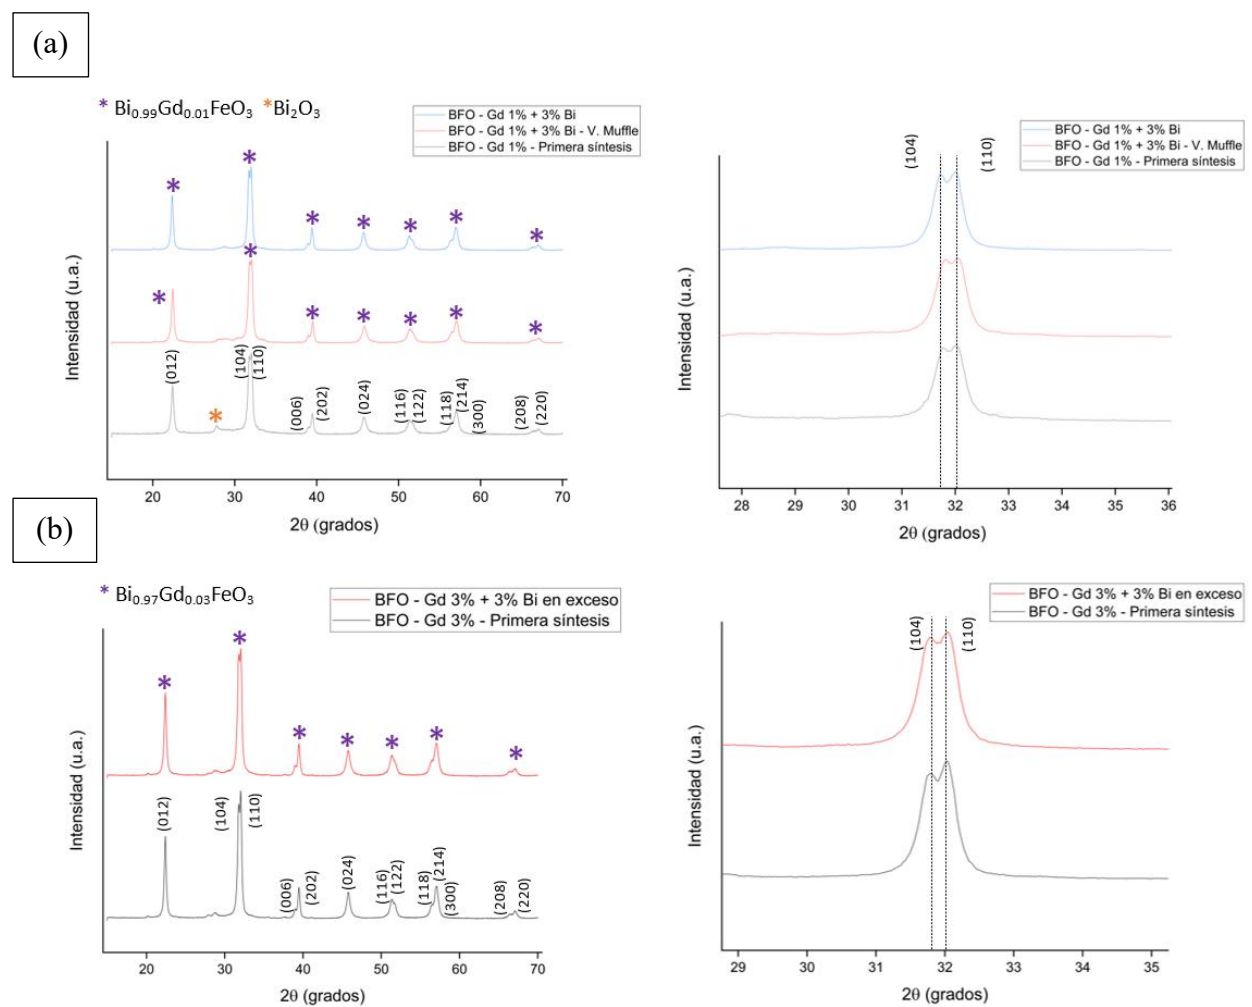 (a)
* Bi0.99Gd0.01FeO3 *Bi2O3
BFO - Gd 1% + 3% Bi
BFO - Gd 1% + 3% Bi - V. Muffle
BFO - Gd 1% - Primera síntesis
Intensidad (u.a.)
(012)
(104)
(110)
(006)
(202)
(024)
(116)
(122)
(118)
(214)
(300)
(208)
(220)
20 30 40 50 60 70
2θ (grados)
BFO - Gd 1% + 3% Bi
BFO - Gd 1% + 3% Bi - V. Muffle
BFO - Gd 1% - Primera síntesis
(104)
(110)
Intensidad (u.a.)
28 29 30 31 32 33 34 35 36
2θ (grados)
(b)
* Bi0.97Gd0.03FeO3
BFO - Gd 3% + 3% Bi en exceso
BFO - Gd 3% - Primera síntesis
Intensidad (u.a.)
(012)
(104)
(110)
(006)
(202)
(024)
(116)
(122)
(118)
(214)
(300)
(208)
(220)
20 30 40 50 60 70
2θ (grados)
BFO - Gd 3% + 3% Bi en exceso
BFO - Gd 3% - Primera síntesis
(104)
(110)
Intensidad (u.a.)
29 30 31 32 33 34 35
2θ (grados)